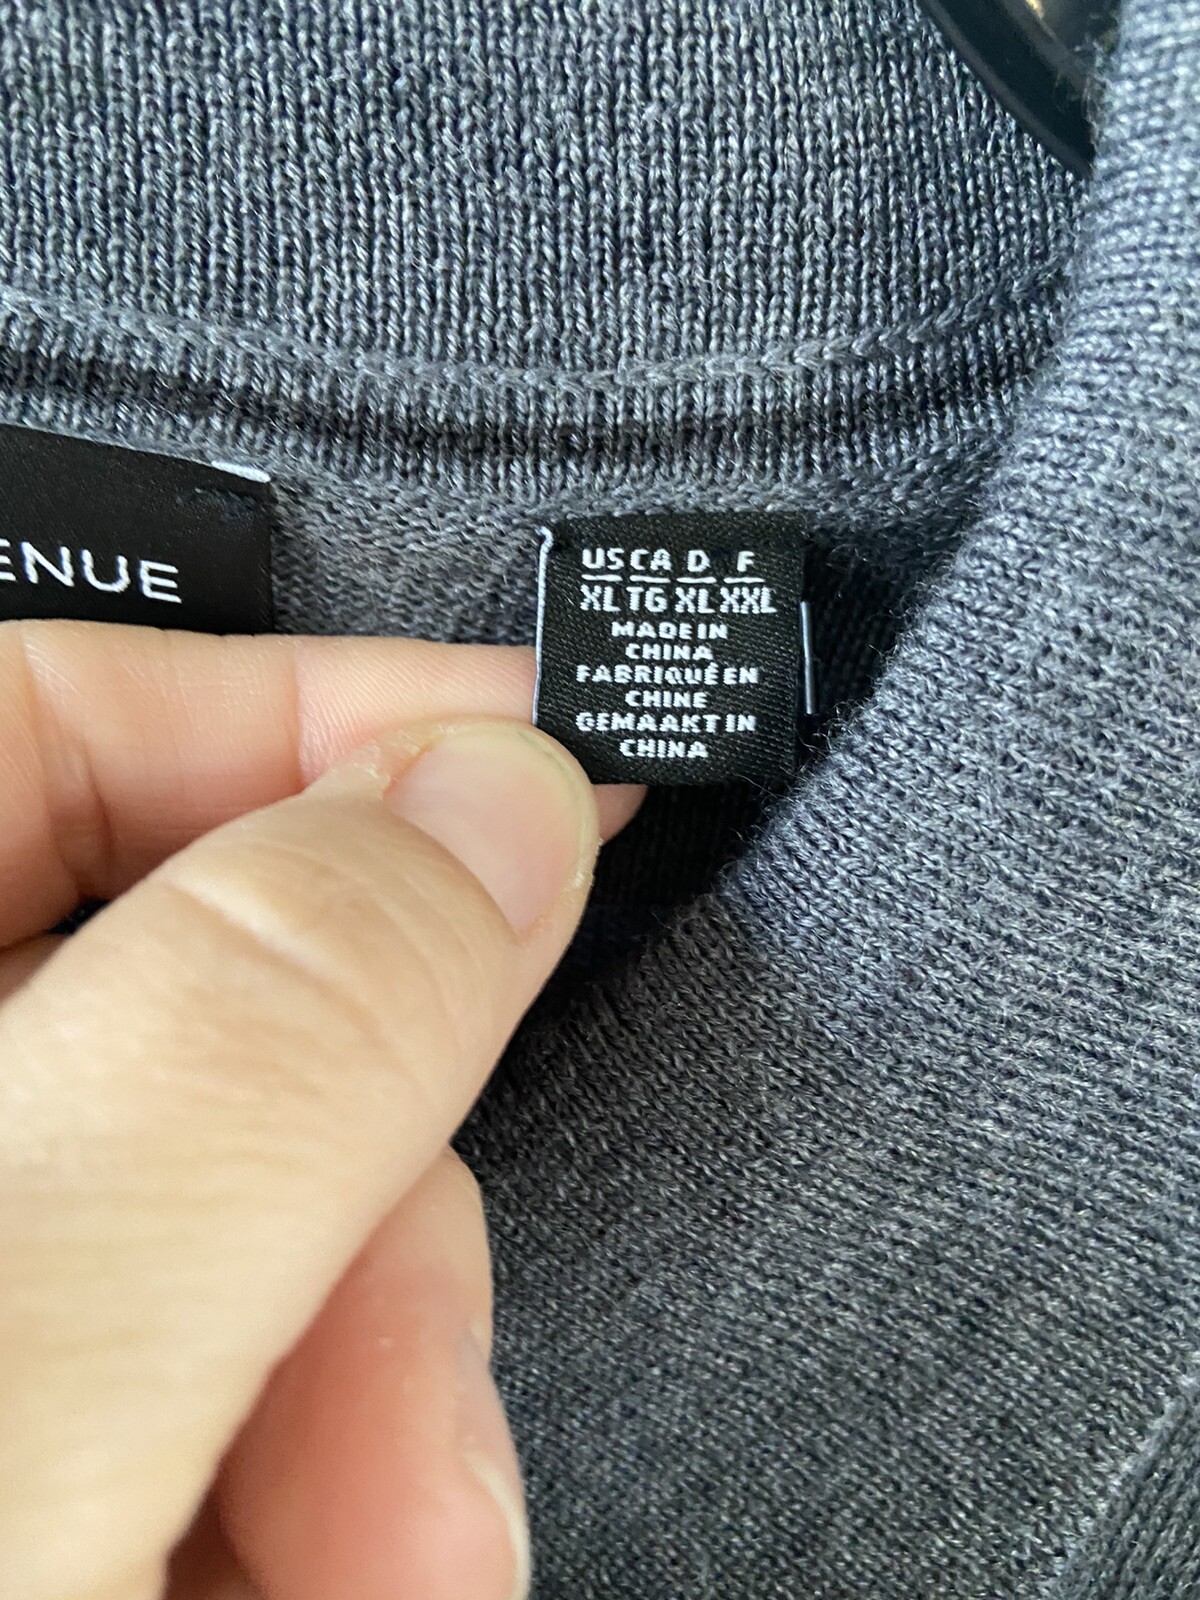 ENUE
US CA D F
XL TG XL XXL
MADE IN
CHINA
FABRIQUÉ EN
CHINE
GEMAAKT IN
CHINA